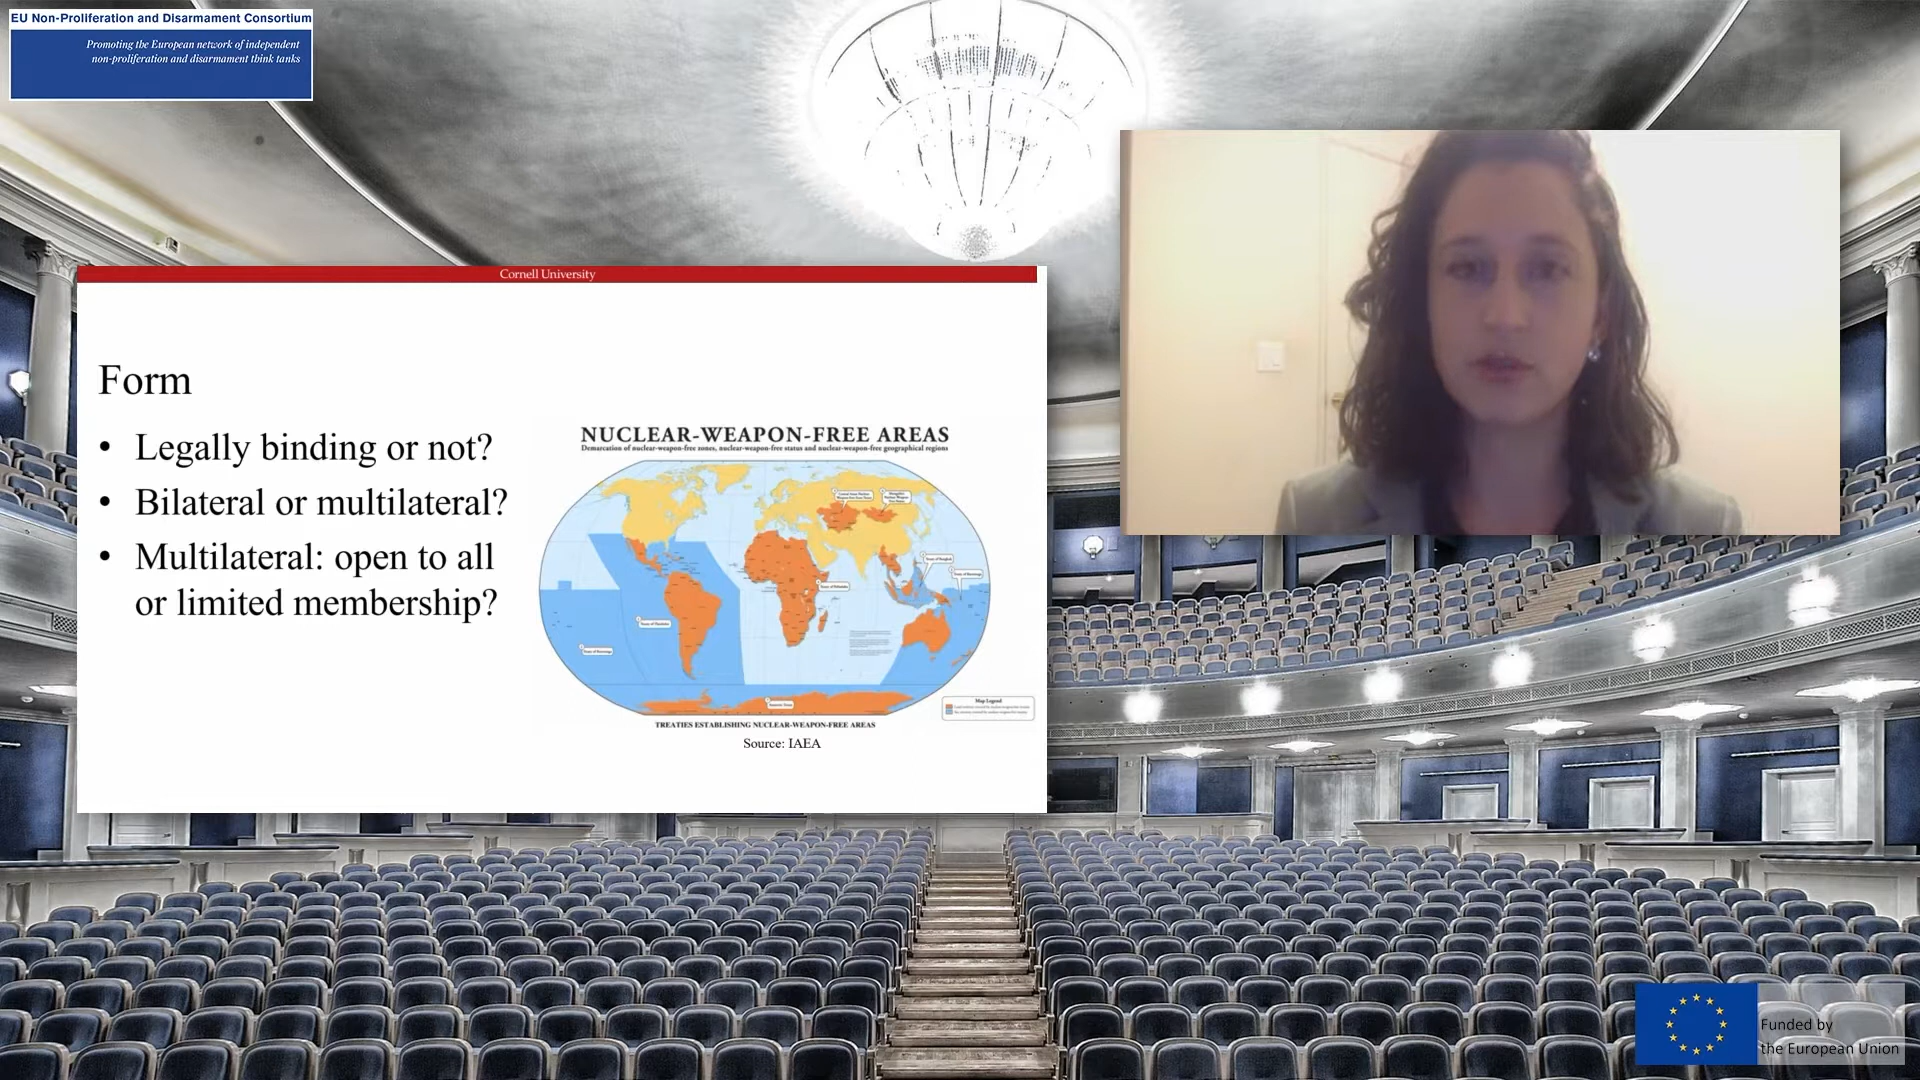 EU Non-Proliferation and Disarmament Consortium
Promoting the European network of independent
non-proliferation and disarmament think tanks
Cornell University
Form
• Legally binding or not?
• Bilateral or multilateral?
• Multilateral: open to all
or limited membership?
NUCLEAR-WEAPON-FREE AREAS
Demarcation of nuclear-weapon-free zones, nuclear-weapon-free status and nuclear-weapon-free geographical regions
Map Legend
TREATIES ESTABLISHING NUCLEAR-WEAPON-FREE AREAS
Source: IAEA
Funded by
the European Union